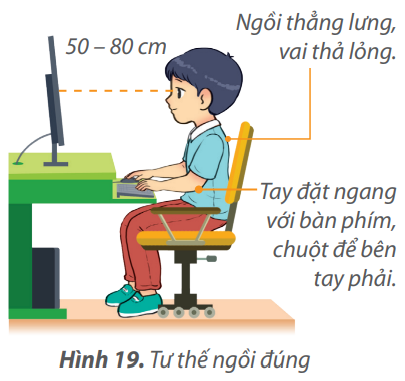 50 – 80 cm
Ngồi thẳng lưng,
vai thả lỏng.
Tay đặt ngang
với bàn phím,
chuột để bên
tay phải.
Hình 19. Tư thế ngồi đúng